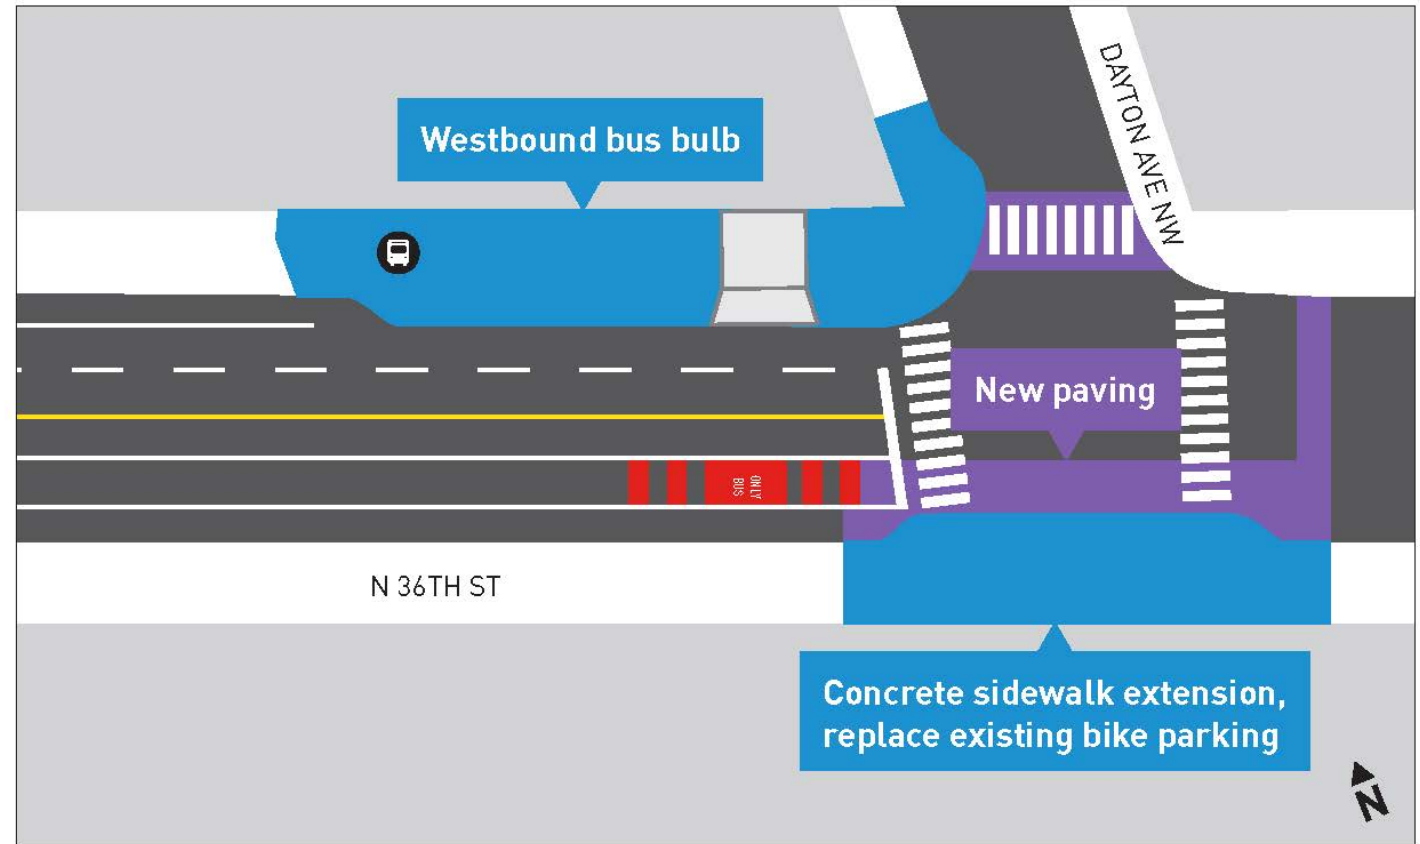 DAYTON AVE NW
Westbound bus bulb
New paving
ONLY
BUS
N 36TH ST
Concrete sidewalk extension,
replace existing bike parking
N